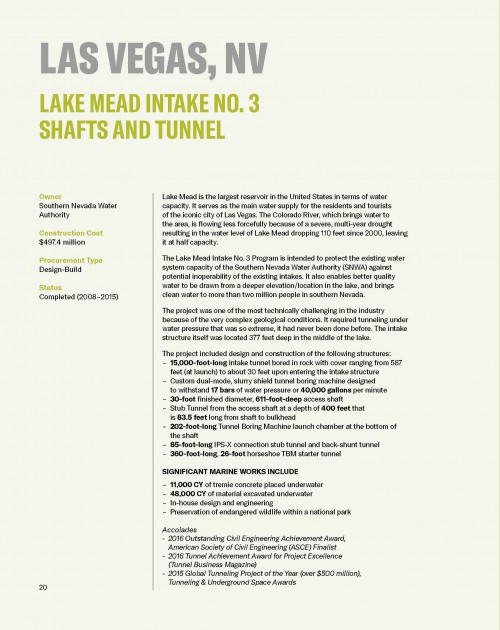 LAS VEGAS, NV
LAKE MEAD INTAKE NO. 3
SHAFTS AND TUNNEL
Owner
Southern Nevada Water
Authority
Construction Cost
$497.4 million
Procurement Type
Design-Build
Status
Completed (2008–2015)
Lake Mead is the largest reservoir in the United States in terms of water
capacity. It serves as the main water supply for the residents and tourists
of the iconic city of Las Vegas. The Colorado River, which brings water to
the area, is flowing less forcefully because of a severe, multi-year drought
resulting in the water level of Lake Mead dropping 110 feet since 2000, leaving
it at half capacity.
The Lake Mead Intake No. 3 Program is intended to protect the existing water
system capacity of the Southern Nevada Water Authority (SNWA) against
potential inoperability of the existing intakes. It also enables better quality
water to be drawn from a deeper elevation/location in the lake, and brings
clean water to more than two million people in southern Nevada.
The project was one of the most technically challenging in the industry
because of the very complex geological conditions. It required tunneling under
water pressure that was so extreme, it had never been done before. The intake
structure itself was located 377 feet deep in the middle of the lake.
The project included design and construction of the following structures:
– 15,000-foot-long intake tunnel bored in rock with cover ranging from 587
feet (at launch) to about 30 feet upon entering the intake structure
– Custom dual-mode, slurry shield tunnel boring machine designed
to withstand 17 bars of water pressure or 40,000 gallons per minute
– 30-foot finished diameter, 611-foot-deep access shaft
– Stub Tunnel from the access shaft at a depth of 400 feet that
is 83.5 feet long from shaft to bulkhead
– 202-foot-long Tunnel Boring Machine launch chamber at the bottom of
the shaft
– 85-foot-long IPS-X connection stub tunnel and back-shunt tunnel
– 360-foot-long, 26-foot horseshoe TBM starter tunnel
SIGNIFICANT MARINE WORKS INCLUDE
– 11,000 CY of tremie concrete placed underwater
– 48,000 CY of material excavated underwater
– In-house design and engineering
– Preservation of endangered wildlife within a national park
Accolades
- 2016 Outstanding Civil Engineering Achievement Award,
American Society of Civil Engineering (ASCE) Finalist
- 2016 Tunnel Achievement Award for Project Excellence
(Tunnel Business Magazine)
- 2015 Global Tunneling Project of the Year (over $500 million),
Tunneling & Underground Space Awards
20